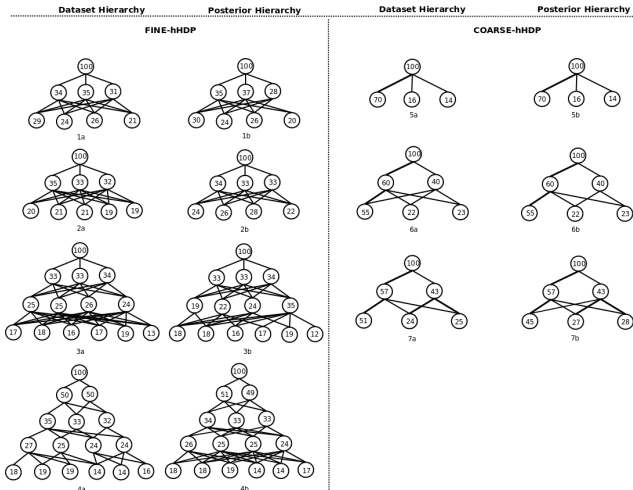 Dataset Hierarchy Posterior Hierarchy Dataset Hierarchy Posterior Hierarchy
FINE-hHDP COARSE-hHDP
100 100 100 100
34 35 31 35 37 28 70 16 14 70 16 14
29 24 26 21 30 24 26 20
1a 1b 5a 5b
100 100 100 100
35 33 32 34 33 33 60 40 60 40
20 21 21 19 19 24 26 28 22 55 22 23 55 22 23
2a 2b 6a 6b
100 100 100 100
33 33 34 33 33 34 57 43 57 43
25 25 26 24 19 22 24 35 51 24 25 45 27 28
17 18 16 17 19 13 18 18 16 17 19 12
3a 3b 7a 7b
100 100
50 50 51 49
35 33 32 34 33 33
27 25 24 24 26 25 25 24
18 19 19 14 14 16 18 18 19 14 14 17
4a 4b